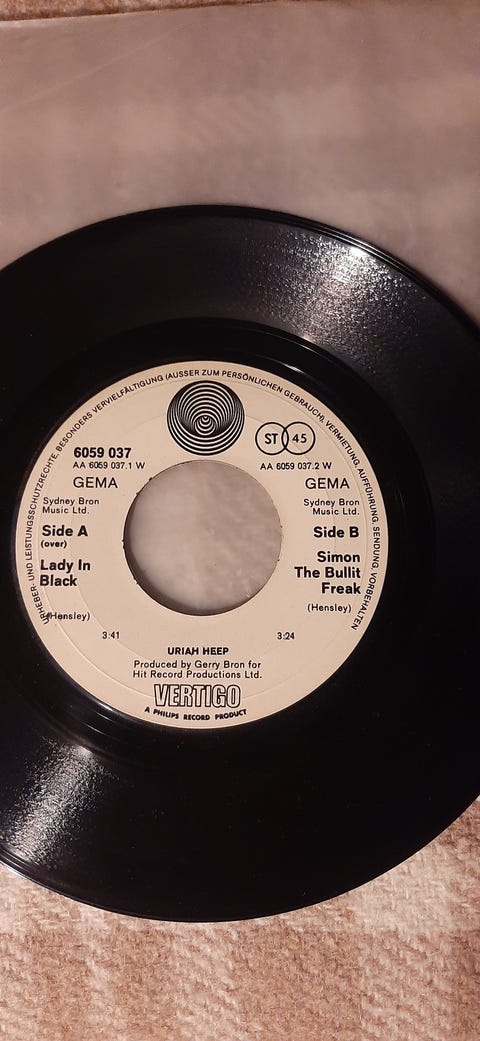 URHEBER- UND LEISTUNGSSCHUTZRECHTE, BESONDERS VERVIELFÄLTIGUNG (AUSSER ZUM PERSÖNLICHEN GEBRAUCH), VERMIETUNG, AUFFÜHRUNG, SENDUNG, VORBEHALTEN
ST 45
6059 037
AA 6059 037.1 W
AA 6059 037.2 W
GEMA
GEMA
Sydney Bron
Music Ltd.
Sydney Bron
Music Ltd.
Side A
(over)
Side B
Lady In
Black
Simon
The Bullit
Freak
(Hensley)
(Hensley)
3:41
3:24
URIAH HEEP
Produced by Gerry Bron for
Hit Record Productions Ltd.
VERTIGO
A PHILIPS RECORD PRODUCT